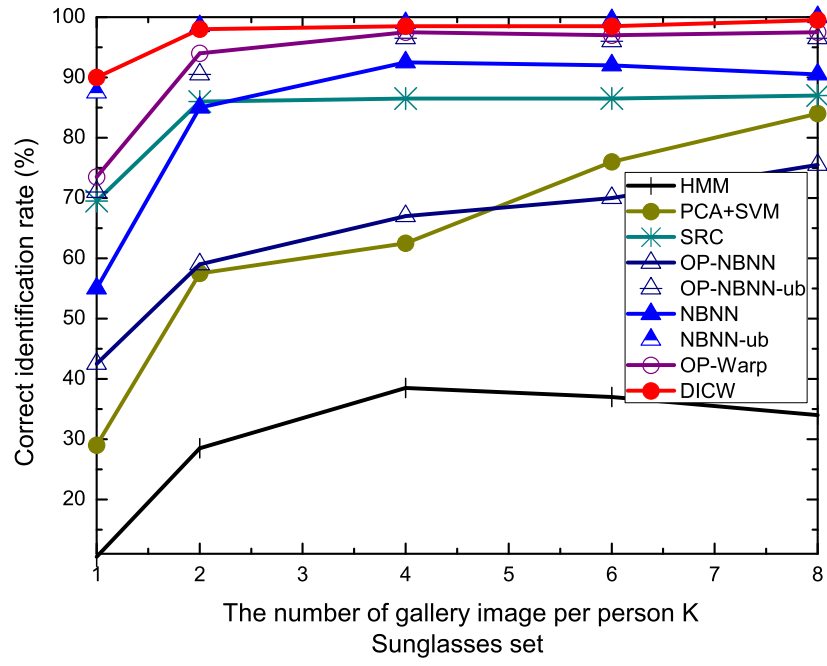 Correct identification rate (%)
100
90
80
70
60
50
40
30
20
1
2
3
4
5
6
7
8
HMM
PCA+SVM
SRC
OP-NBNN
OP-NBNN-ub
NBNN
NBNN-ub
OP-Warp
DICW
The number of gallery image per person K
Sunglasses set